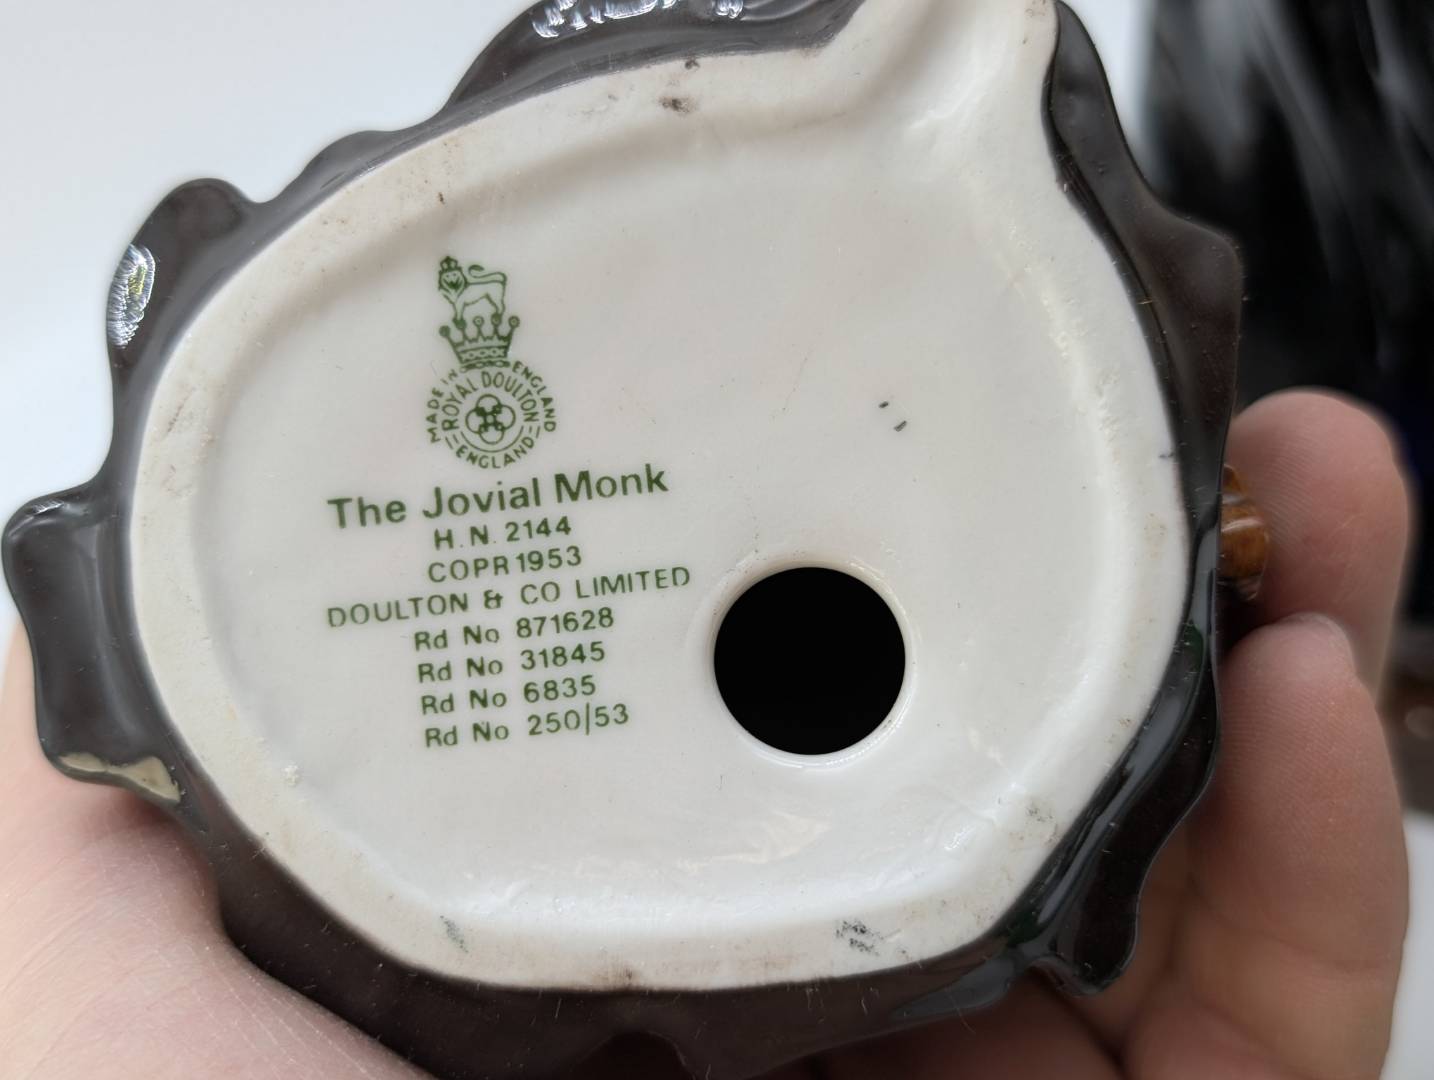 MADE IN ENGLAND
ROYAL DOULTON
ENGLAND
The Jovial Monk
H.N. 2144
COPR 1953
DOULTON & CO LIMITED
Rd No 871628
Rd No 31845
Rd No 6835
Rd No 250/53